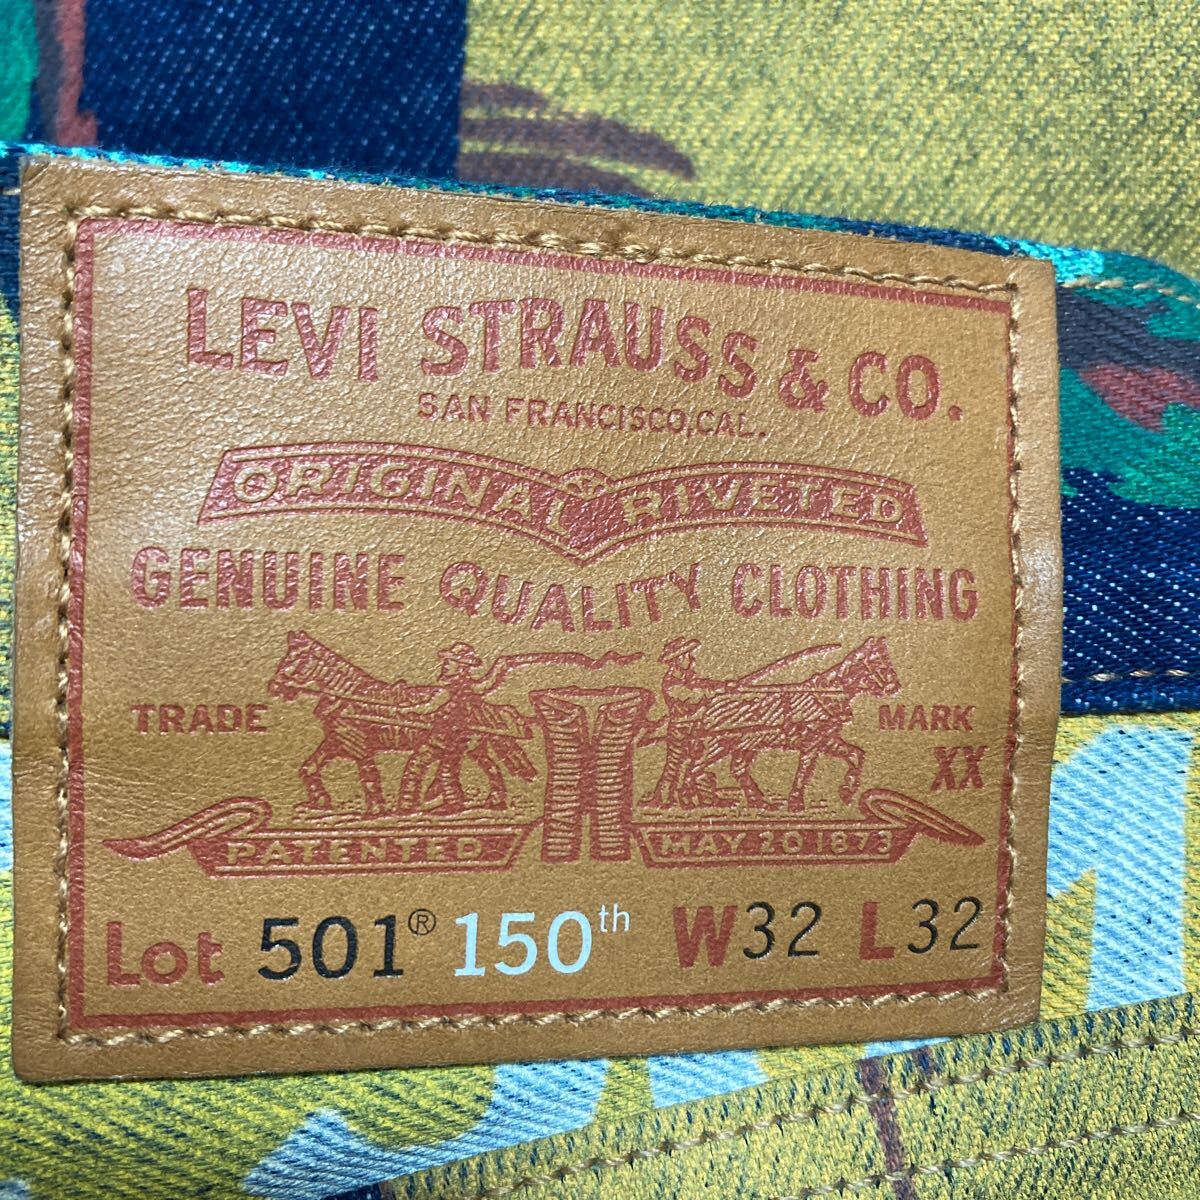 LEVI STRAUSS & CO.
SAN FRANCISCO, CAL.
ORIGINAL RIVETED
GENUINE QUALITY CLOTHING
TRADE MARK
XX
PATENTED MAY 20 1873
Lot 501® 150th W32 L32